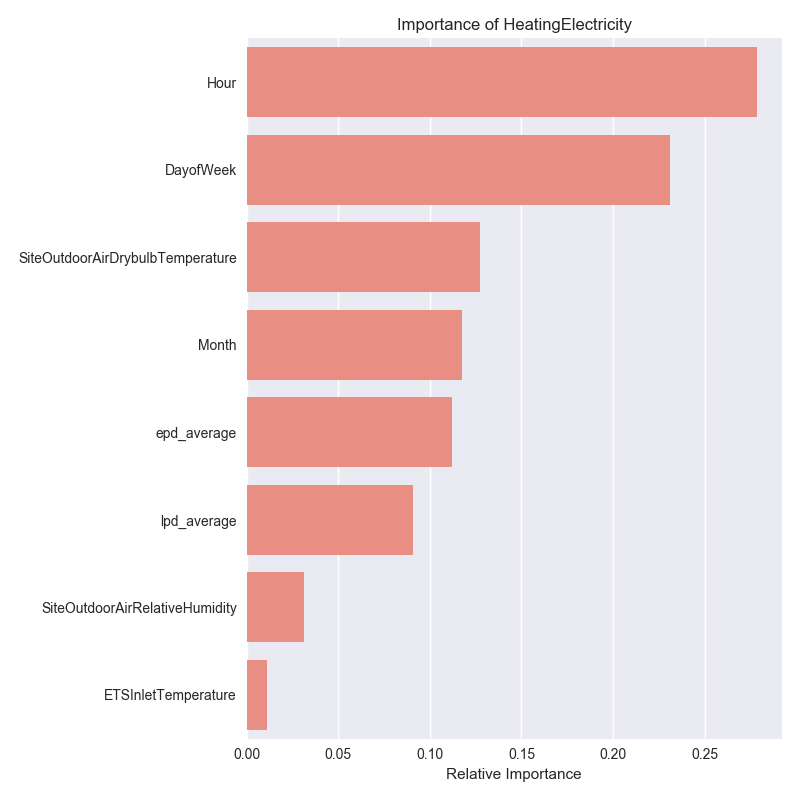 Importance of HeatingElectricity
Hour
DayofWeek
SiteOutdoorAirDrybulbTemperature
Month
epd_average
lpd_average
SiteOutdoorAirRelativeHumidity
ETSInletTemperature
0.00 0.05 0.10 0.15 0.20 0.25
Relative Importance